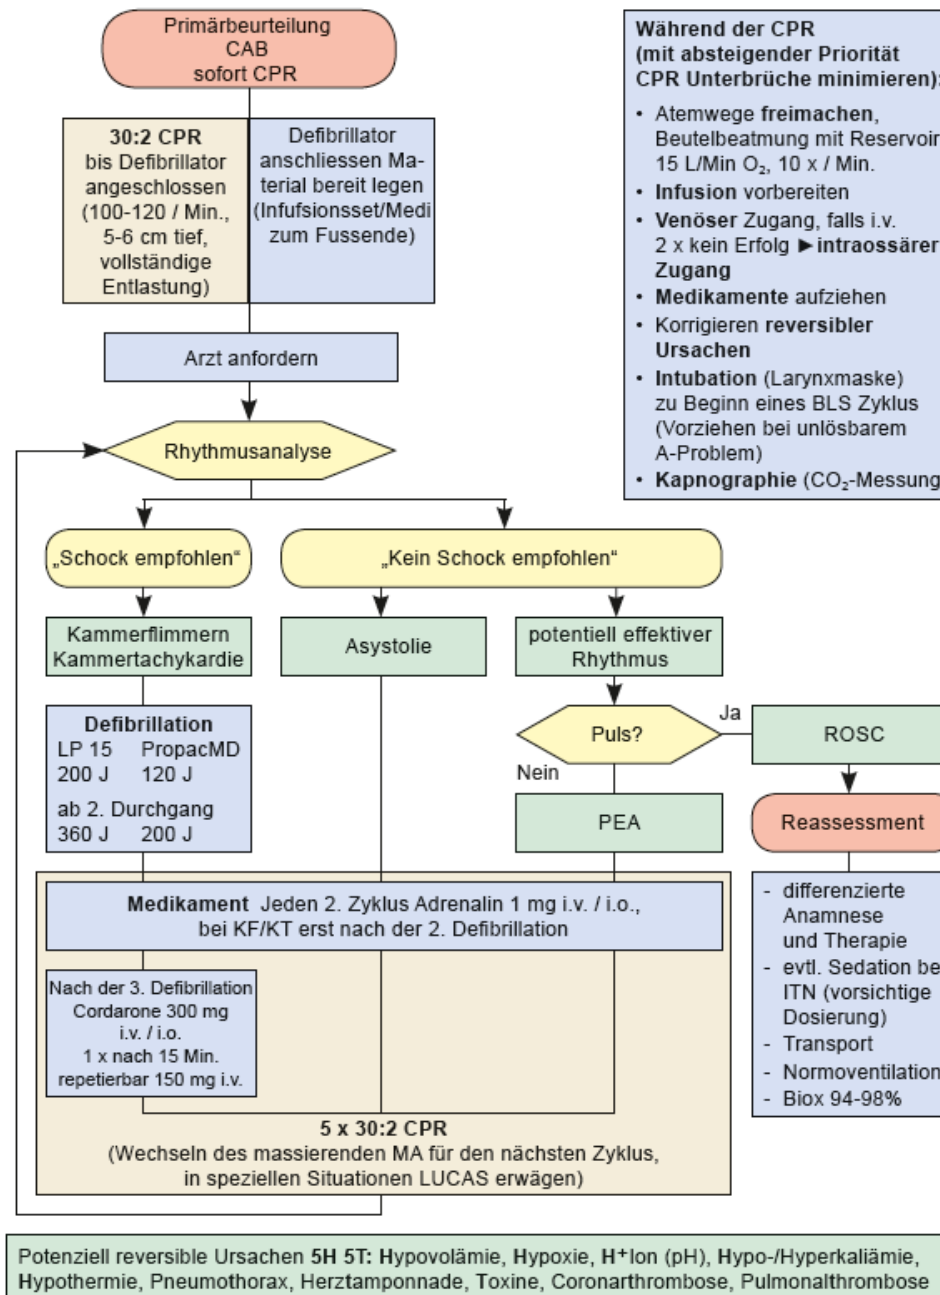 Primärbeurteilung
CAB
sofort CPR
30:2 CPR
bis Defibrillator
angeschlossen
(100-120 / Min.,
5-6 cm tief,
vollständige
Entlastung)
Defibrillator
anschliessen Ma-
terial bereit legen
(Infufsionsset/Medi
zum Fussende)
Arzt anfordern
Rhythmusanalyse
„Schock empfohlen“
„Kein Schock empfohlen“
Kammerflimmern
Kammertachykardie
Asystolie
potentiell effektiver
Rhythmus
Defibrillation
LP 15 PropacMD
200 J 120 J
ab 2. Durchgang
360 J 200 J
Puls?
Ja
Nein
ROSC
PEA
Reassessment
- differenzierte
Anamnese
und Therapie
- evtl. Sedation be
ITN (vorsichtige
Dosierung)
- Transport
- Normoventilation
- Biox 94-98%
Medikament Jeden 2. Zyklus Adrenalin 1 mg i.v. / i.o.,
bei KF/KT erst nach der 2. Defibrillation
Nach der 3. Defibrillation
Cordarone 300 mg
i.v. / i.o.
1 x nach 15 Min.
repetierbar 150 mg i.v.
5 x 30:2 CPR
(Wechseln des massierenden MA für den nächsten Zyklus,
in speziellen Situationen LUCAS erwägen)
Während der CPR
(mit absteigender Priorität
CPR Unterbrüche minimieren):
• Atemwege freimachen,
Beutelbeatmung mit Reservoir
15 L/Min O₂, 10 x / Min.
• Infusion vorbereiten
• Venöser Zugang, falls i.v.
2 x kein Erfolg ►intraossärer
Zugang
• Medikamente aufziehen
• Korrigieren reversibler
Ursachen
• Intubation (Larynxmaske)
zu Beginn eines BLS Zyklus
(Vorziehen bei unlösbarem
A-Problem)
• Kapnographie (CO₂-Messung
Potenziell reversible Ursachen 5H 5T: Hypovolämie, Hypoxie, H⁺Ion (pH), Hypo-/Hyperkaliämie,
Hypothermie, Pneumothorax, Herztamponnade, Toxine, Coronarthrombose, Pulmonalthrombose